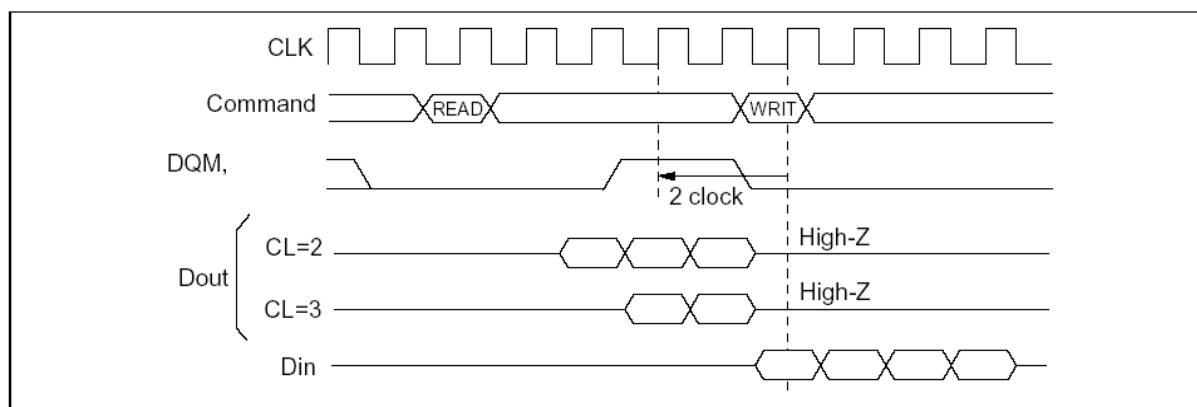 CLK
Command
READ
WRIT
DQM,
2 clock
CL=2
High-Z
Dout
CL=3
High-Z
Din